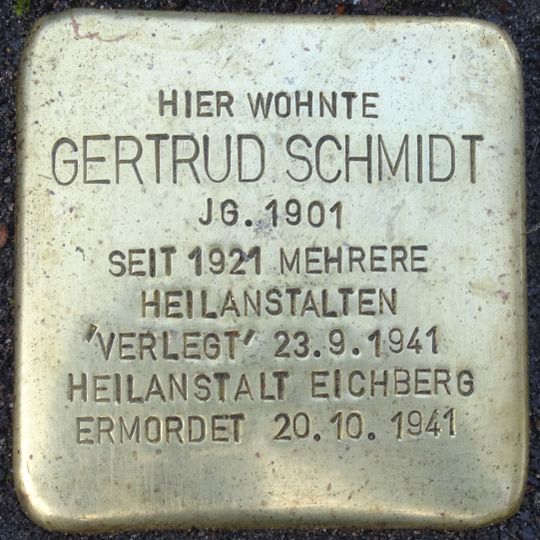 HIER WOHNTE
GERTRUD SCHMIDT
JG. 1901
SEIT 1921 MEHRERE
HEILANSTALTEN
'VERLEGT' 23.9.1941
HEILANSTALT EICHBERG
ERMORDET 20.10.1941